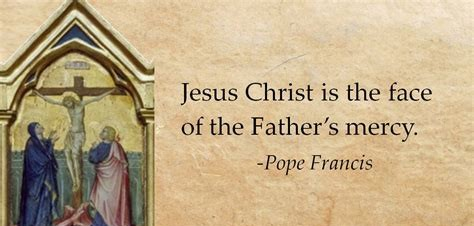 Jesus Christ is the face
of the Father’s mercy.
-Pope Francis